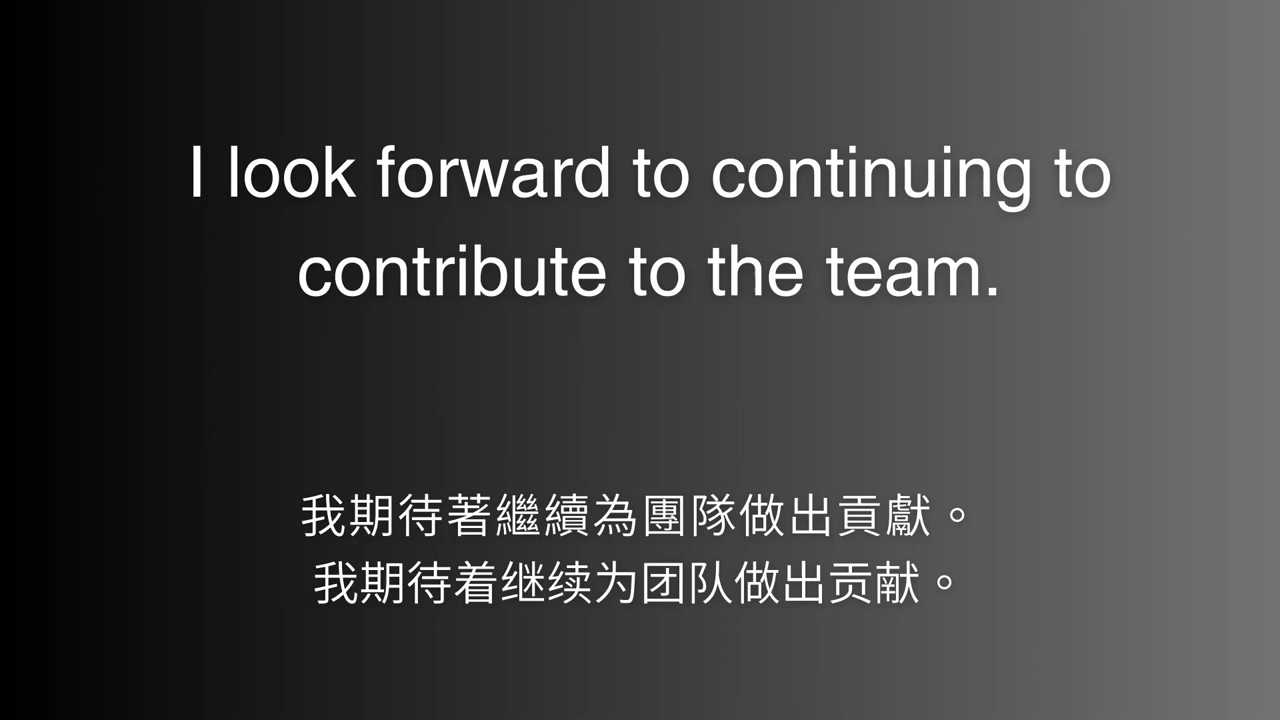 I look forward to continuing to
contribute to the team.
我期待著繼續為團隊做出貢獻。
我期待着继续为团队做出贡献。